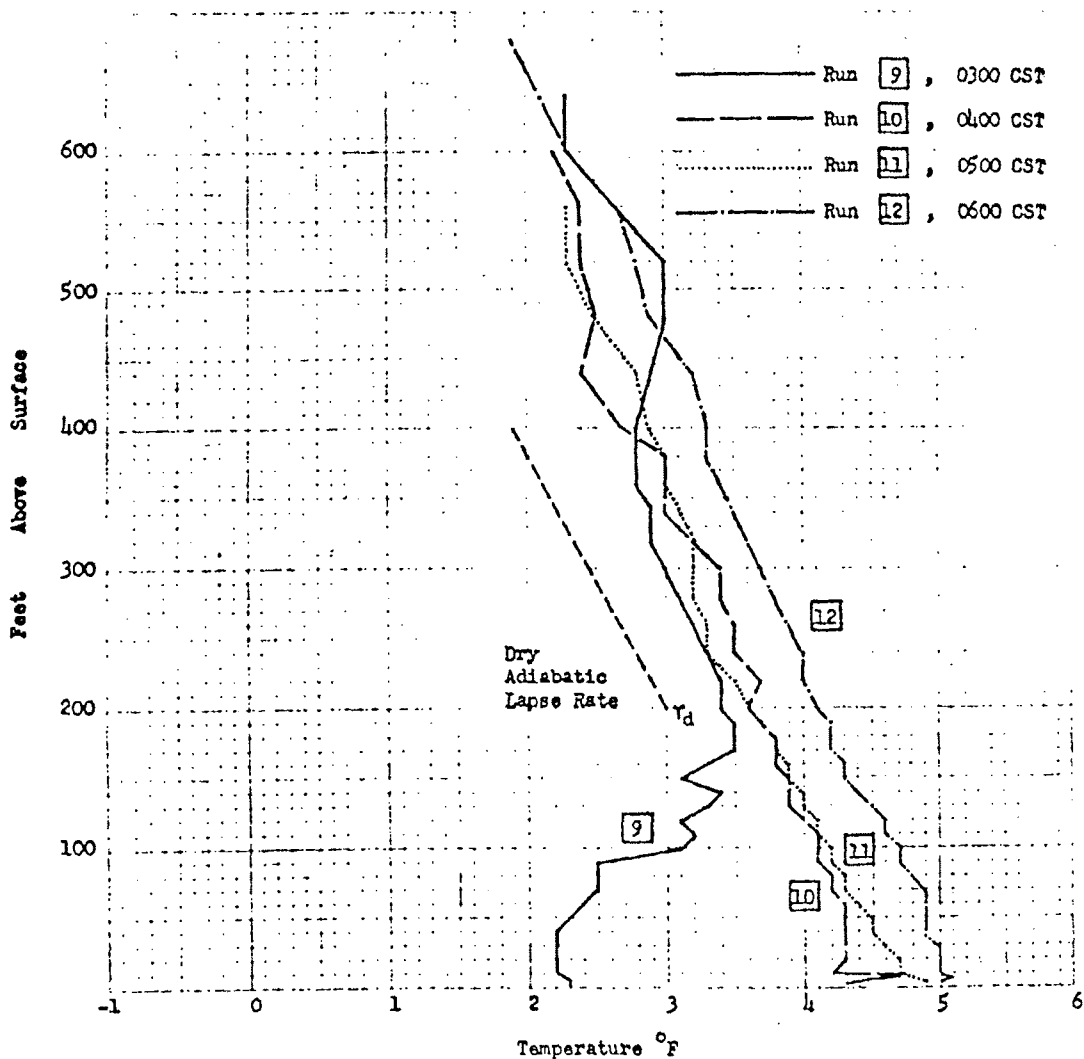 Run 9 , 0300 CST
Run 10 , 0400 CST
Run 11 , 0500 CST
Run 12 , 0600 CST
600
500
400
300
200
100
Feet Above Surface
12
Dry
Adiabatic
Lapse Rate
γd
9
11
10
-1 0 1 2 3 4 5 6
Temperature °F